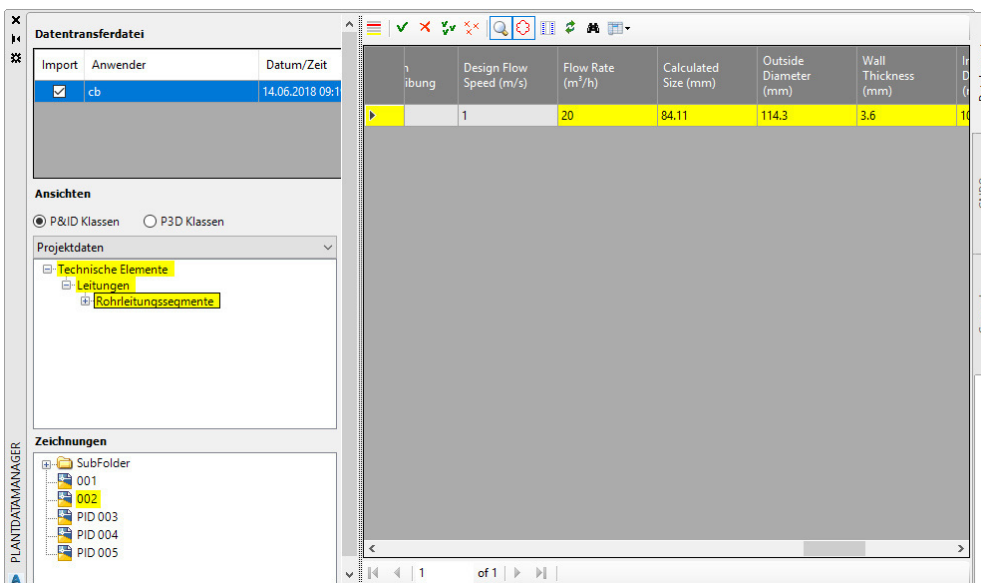 Datentransferdatei
Import Anwender Datum/Zeit
cb 14.06.2018 09:1
Ansichten
P&ID Klassen P3D Klassen
Projektdaten
Technische Elemente
Leitungen
Rohrleitungssegmente
Zeichnungen
SubFolder
001
002
PID 003
PID 004
PID 005
PLANTDATAMANAGER
ibung
Design Flow
Speed (m/s)
Flow Rate
(m³/h)
Calculated
Size (mm)
Outside
Diameter
(mm)
Wall
Thickness
(mm)
1 20 84.11 114.3 3.6 10
1 of 1